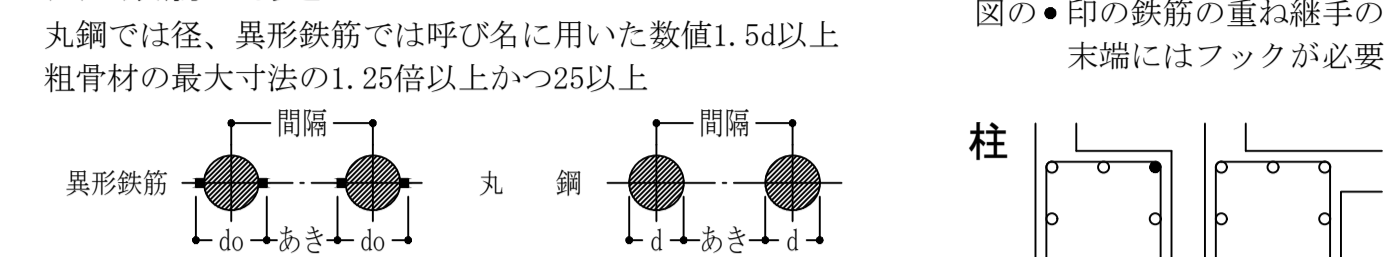 丸鋼では径、異形鉄筋では呼び名に用いた数値1.5d以上
粗骨材の最大寸法の1.25倍以上かつ25以上
間隔
間隔
異形鉄筋
丸 鋼
do あき do
d あき d
図の●印の鉄筋の重ね継手の
末端にはフックが必要
柱